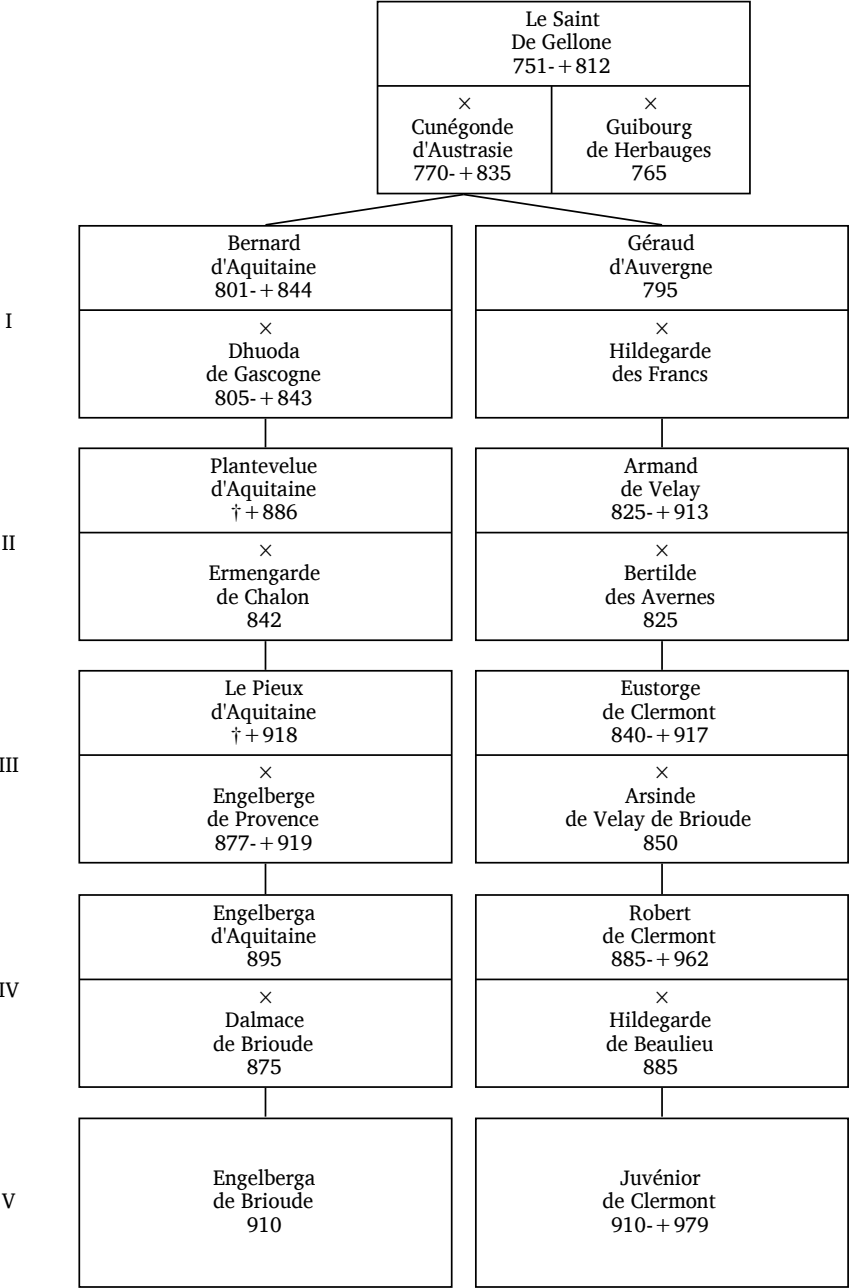 Le Saint
De Gellone
751-+812
×
Cunégonde
d'Austrasie
770-+835
×
Guibourg
de Herbauges
765
I
Bernard
d'Aquitaine
801-+844
×
Dhuoda
de Gascogne
805-+843
Géraud
d'Auvergne
795
×
Hildegarde
des Francs
II
Plantevelue
d'Aquitaine
†+886
×
Ermengarde
de Chalon
842
Armand
de Velay
825-+913
×
Bertilde
des Avernes
825
III
Le Pieux
d'Aquitaine
†+918
×
Engelberge
de Provence
877-+919
Eustorge
de Clermont
840-+917
×
Arsinde
de Velay de Brioude
850
IV
Engelberga
d'Aquitaine
895
×
Dalmace
de Brioude
875
Robert
de Clermont
885-+962
×
Hildegarde
de Beaulieu
885
V
Engelberga
de Brioude
910
Juvénior
de Clermont
910-+979